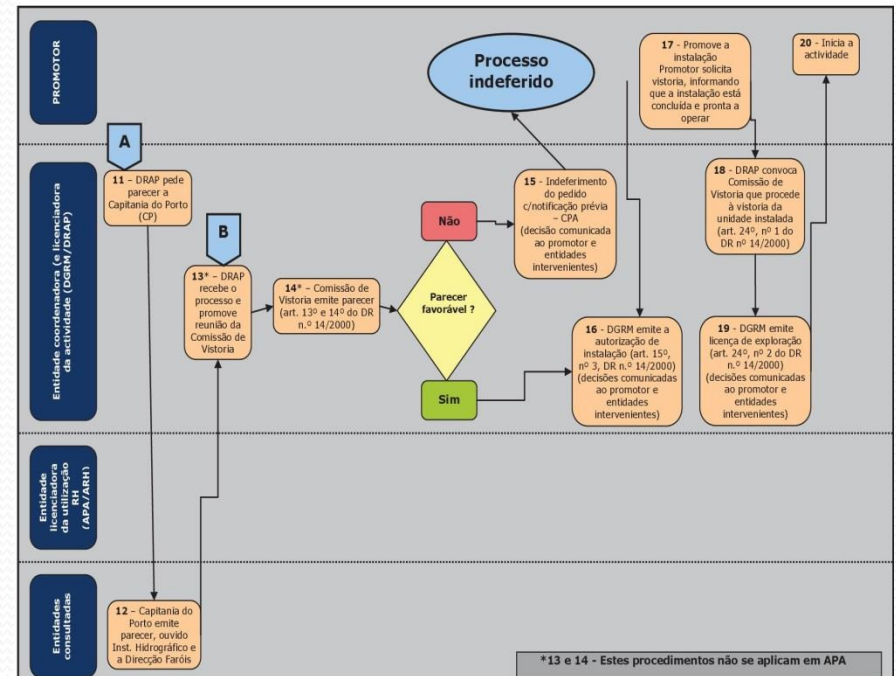 PROMOTOR
Processo
indeferido
17 - Promove a
instalação
Promotor solicita
vistoria, informando
que a instalação está
concluída e pronta a
operar
20 - Inicia a
actividade
Entidade coordenadora (e licenciadora
da actividade (DGRM/DRAP)
A
11 – DRAP pede
parecer a
Capitania do Porto
(CP)
B
13* – DRAP
recebe o
processo e
promove
reunião da
Comissão de
Vistoria
14* – Comissão de
Vistoria emite parecer
(art. 13º e 14º do DR
n.º 14/2000)
Não
Parecer
favorável ?
Sim
15 - Indeferimento
do pedido
c/notificação prévia
– CPA
(decisão comunicada
ao promotor e
entidades
intervenientes)
16 - DGRM emite a
autorização de
instalação (art. 15º,
nº 3, DR n.º 14/2000)
(decisões comunicadas
ao promotor e
entidades
intervenientes)
18 - DRAP convoca
Comissão de
Vistoria que procede
à vistoria da
unidade instalada
(art. 24º, nº 1 do
DR nº 14/2000)
19 - DGRM emite
licença de exploração
(art. 24º, nº 2 do DR
n.º 14/2000)
(decisões comunicadas
ao promotor e
entidades
intervenientes)
Entidade
licenciadora
da utilização
RH
(APA/ARH)
Entidades
consultadas
12 – Capitania do
Porto emite
parecer, ouvido
Inst. Hidrográfico e
a Direcção Faróis
*13 e 14 - Estes procedimentos não se aplicam em APA